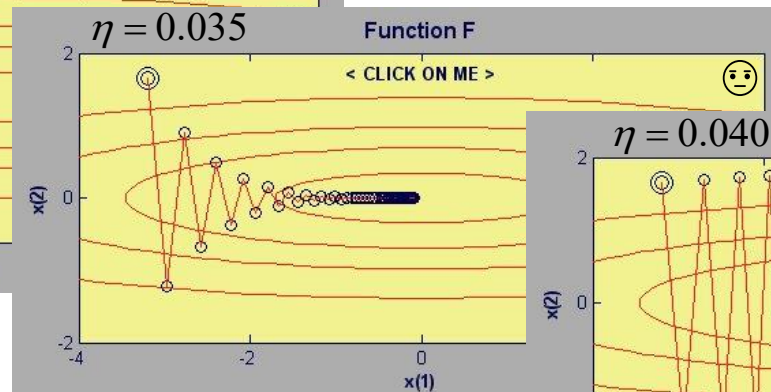 η = 0.035
Function F
< CLICK ON ME >
2
0
-2
x(2)
-4
-2
0
x(1)
η = 0.040
2
0
x(2)